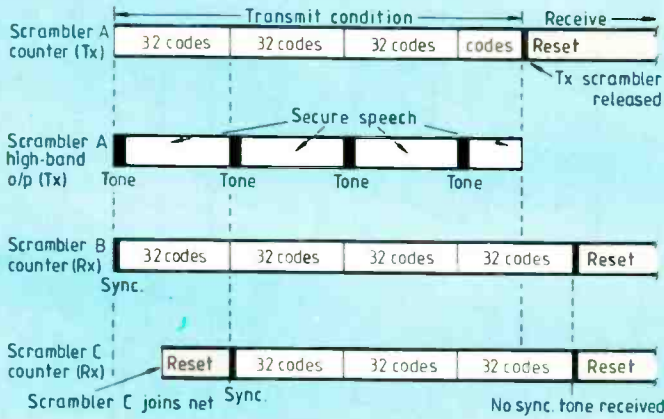 Transmit condition
Receive
Scrambler A
counter (Tx)
32 codes
32 codes
32 codes
codes
Reset
Tx scrambler
released
Secure speech
Scrambler A
high-band
o/p (Tx)
Tone
Tone
Tone
Tone
Scrambler B
counter (Rx)
32 codes
32 codes
32 codes
32 codes
Reset
Sync.
Scrambler C
counter (Rx)
Reset
32 codes
32 codes
32 codes
Reset
Scrambler C joins net
Sync.
No sync. tone received